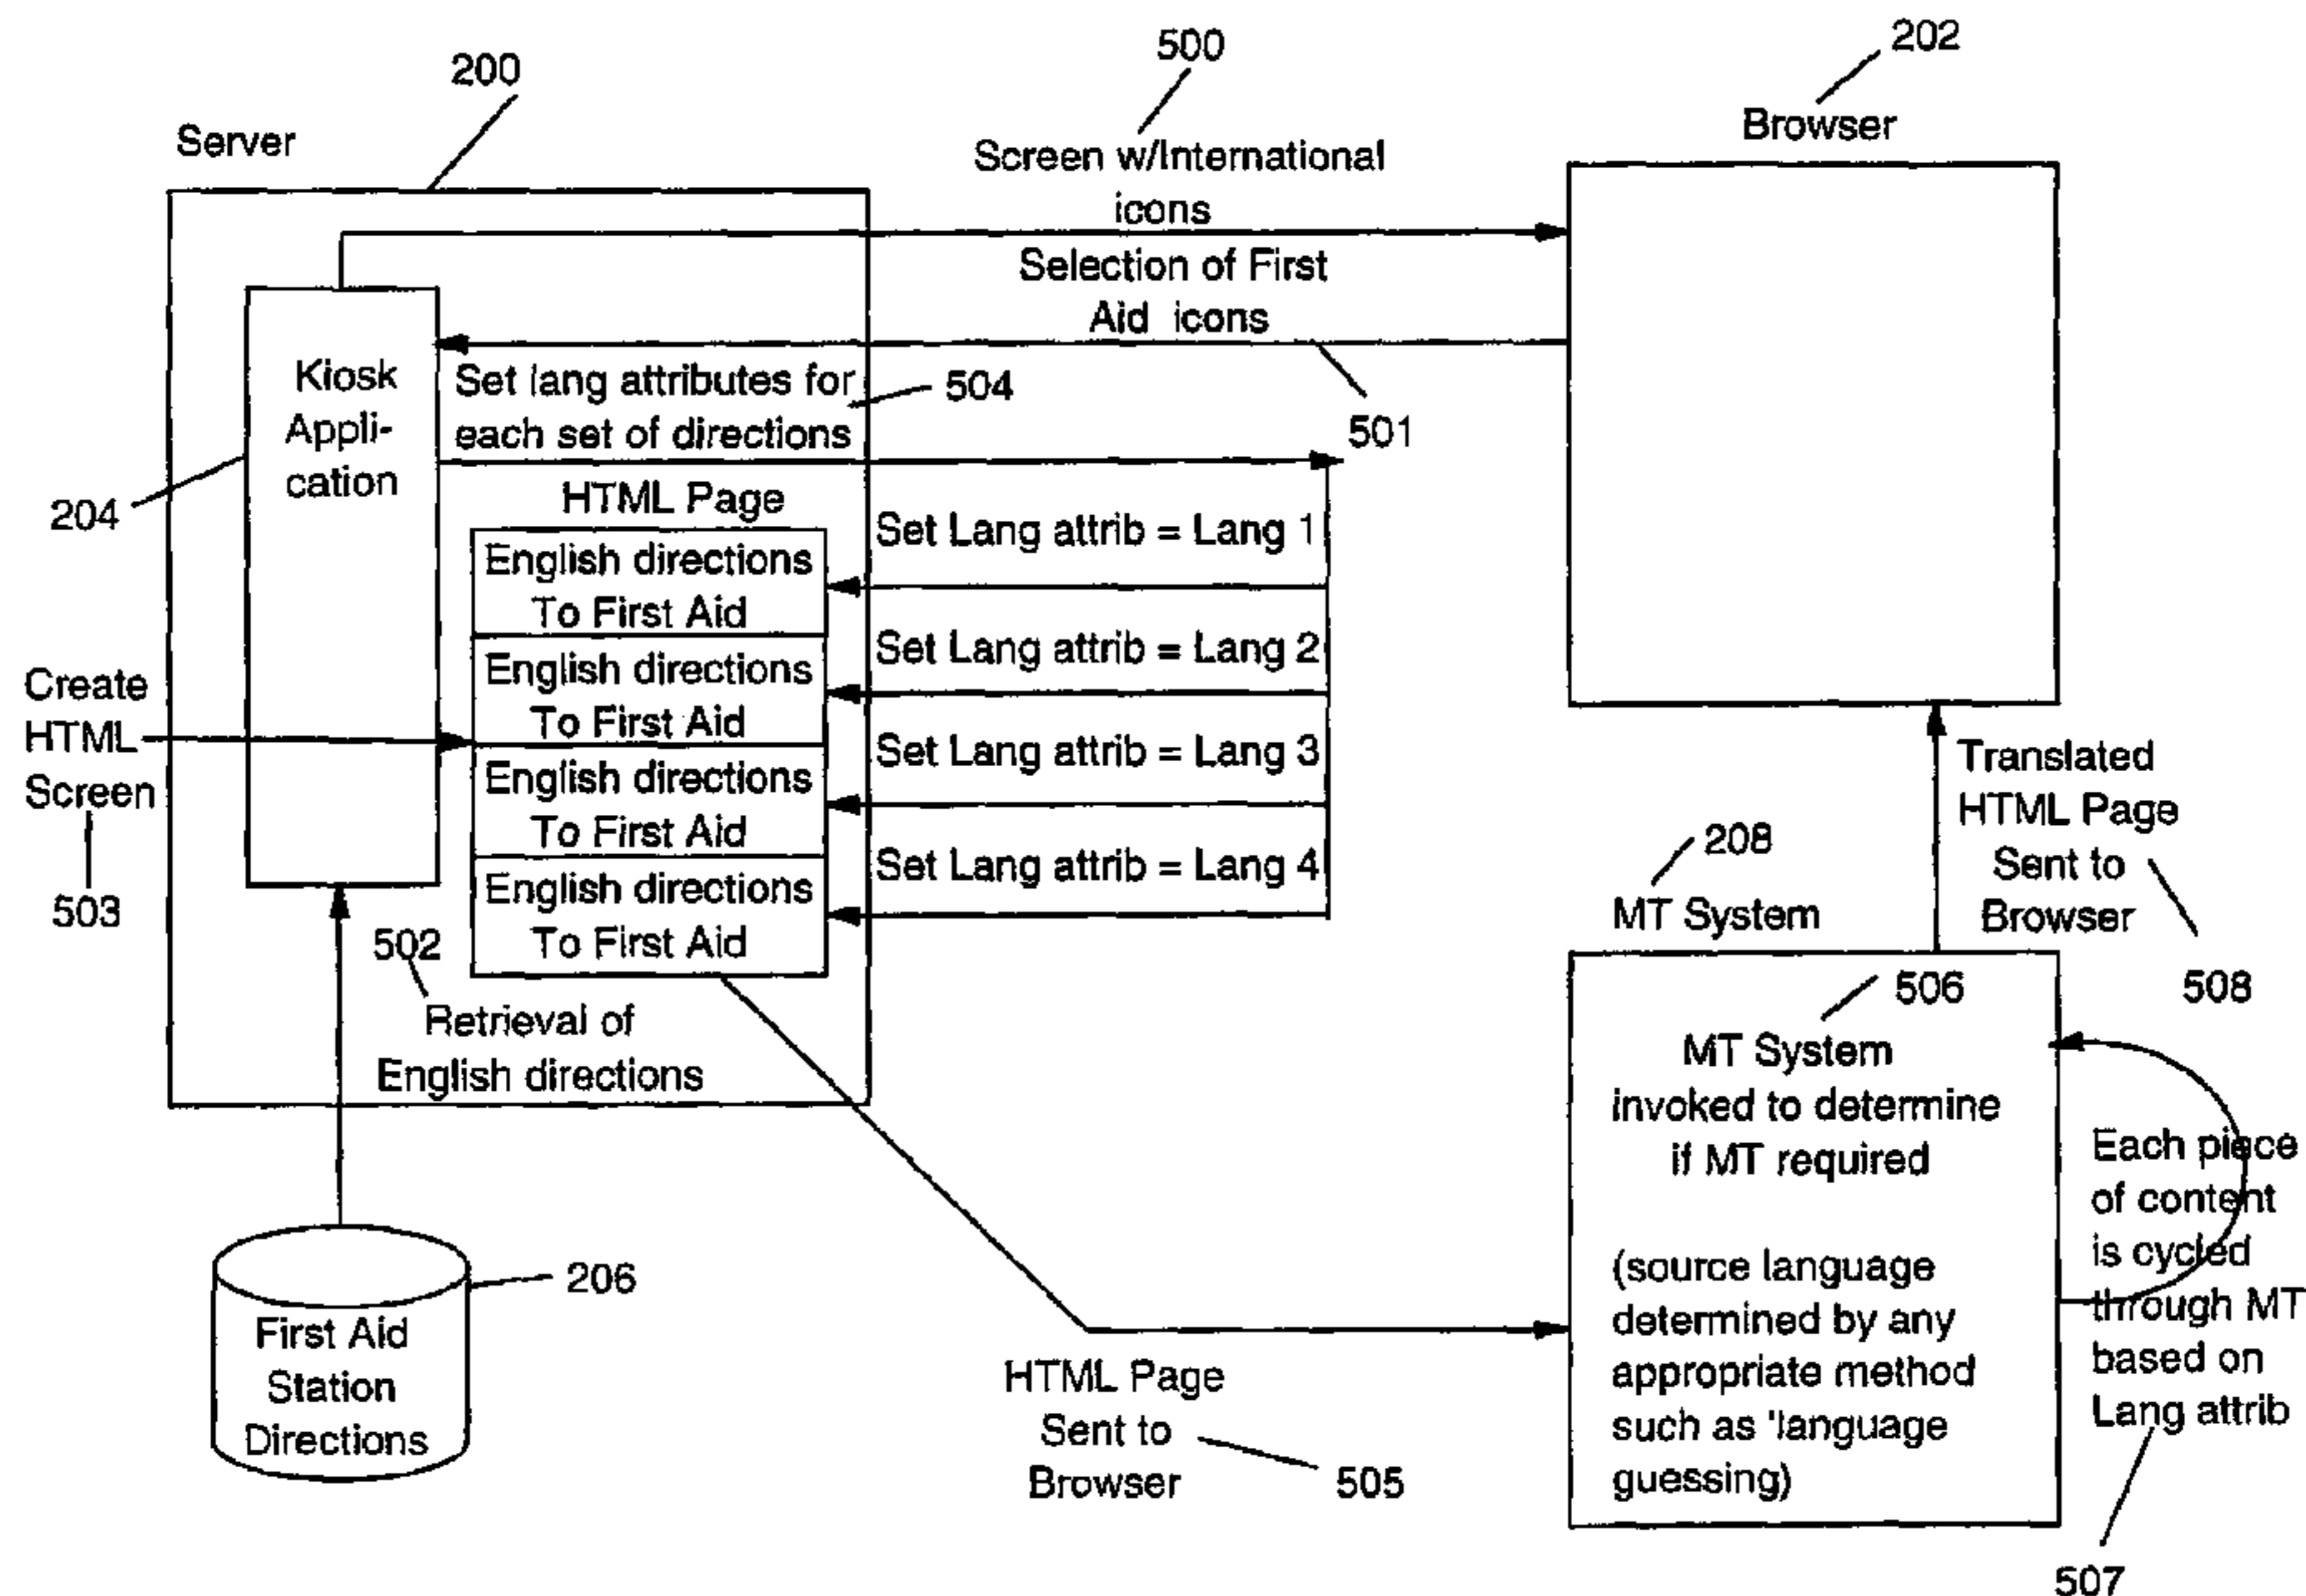 200
500
202
Server
Screen w/International
icons
Browser
Selection of First
Aid icons
Kiosk
Appli-
cation
Set lang attributes for
each set of directions
504
501
204
HTML Page
English directions
To First Aid
Set Lang attrib = Lang 1
English directions
To First Aid
Set Lang attrib = Lang 2
English directions
To First Aid
Set Lang attrib = Lang 3
English directions
To First Aid
Set Lang attrib = Lang 4
Create
HTML
Screen
503
502
Retrieval of
English directions
First Aid
Station
Directions
206
HTML Page
Sent to
Browser
505
Translated
HTML Page
Sent to
Browser
508
208
MT System
506
MT System
invoked to determine
if MT required
(source language
determined by any
appropriate method
such as 'language
guessing)
Each piece
of content
is cycled
through MT
based on
Lang attrib
507